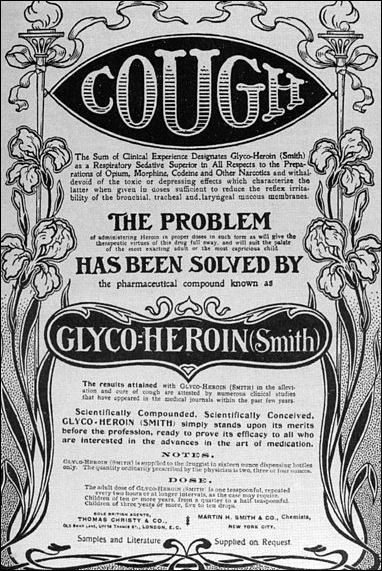 COUGH
The Sum of Clinical Experience Designates Glyco-Heroin (Smith)
as a Respiratory Sedative Superior in All Respects to the Prepa-
rations of Opium, Morphine, Codeine and Other Narcotics and withal
devoid of the toxic or depressing effects which characterize the
latter when given in doses sufficient to reduce the reflex irrita-
bility of the bronchial, tracheal and laryngeal mucous membranes.
THE PROBLEM
of administering Heroin in proper doses in such form as will give the
therapeutic virtues of this drug full sway, and will suit the palate
of the most exacting adult or the most capricious child
HAS BEEN SOLVED BY
the pharmaceutical compound known as
GLYCO-HEROIN (Smith)
The results attained with GLYCO-HEROIN (SMITH) in the allevi-
ation and cure of cough are attested by numerous clinical studies
that have appeared in the medical journals within the past few years.
Scientifically Compounded, Scientifically Conceived,
GLYCO-HEROIN (SMITH) simply stands upon its merits
before the profession, ready to prove its efficacy to all who
are interested in the advances in the art of medication.
NOTES.
GLYCO-HEROIN (SMITH) is supplied to the druggist in sixteen ounce dispensing bottles
only. The quantity ordinarily prescribed by the physician is two, three or four ounces.
DOSE.
The adult dose of GLYCO-HEROIN (SMITH) is one teaspoonful, repeated
every two hours or at longer intervals, as the case may require.
Children of ten or more years, from a quarter to a half teaspoonful.
Children of three years or more, five to ten drops.
SOLE BRITISH AGENTS,
THOMAS CHRISTY & CO.,
OLD SWAN LANE, UPPER THAMES ST., LONDON, E.C.
MARTIN H. SMITH & CO., Chemists,
NEW YORK CITY.
Samples and Literature Supplied on Request.